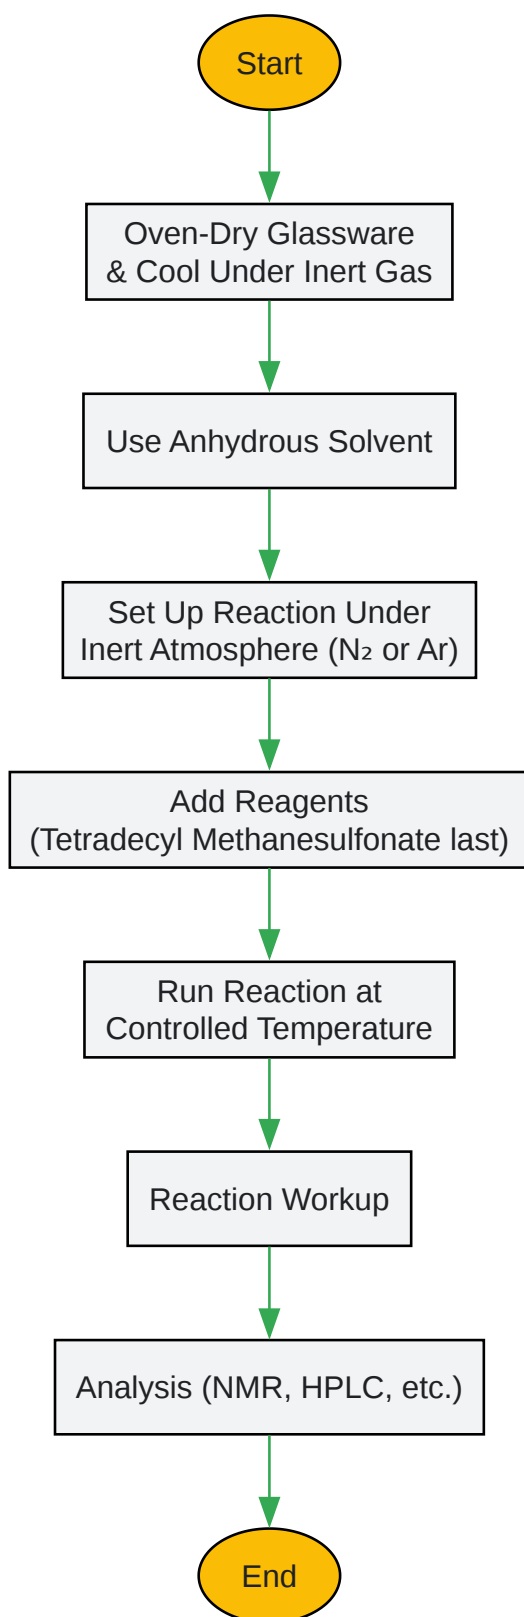 Start
Oven-Dry Glassware
& Cool Under Inert Gas
Use Anhydrous Solvent
Set Up Reaction Under
Inert Atmosphere (N₂ or Ar)
Add Reagents
(Tetradecyl Methanesulfonate last)
Run Reaction at
Controlled Temperature
Reaction Workup
Analysis (NMR, HPLC, etc.)
End